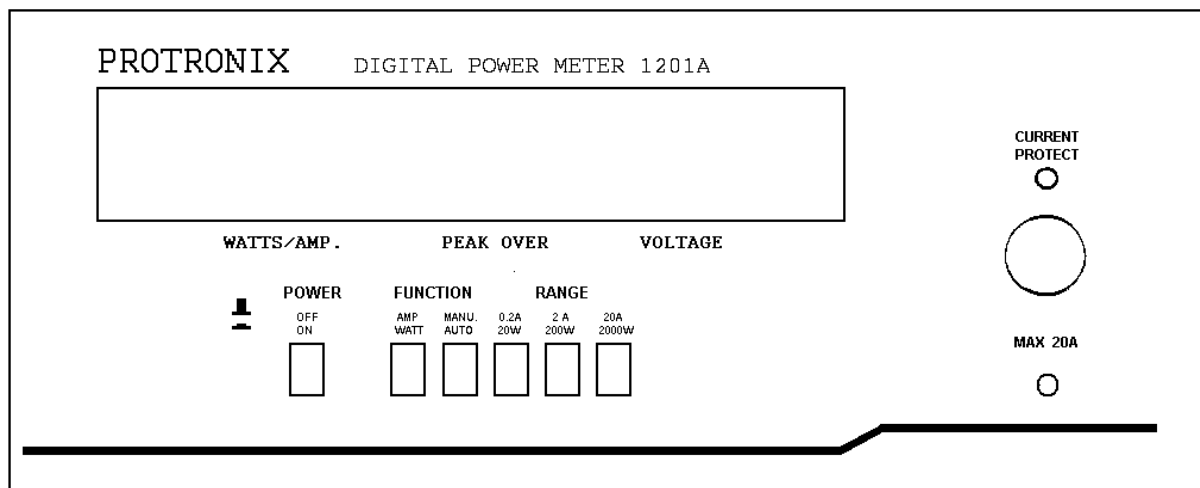 PROTRONIX DIGITAL POWER METER 1201A
CURRENT
PROTECT
WATTS/AMP. PEAK OVER VOLTAGE
POWER FUNCTION RANGE
OFF AMP MANU. 0.2A 2 A 20A
ON WATT AUTO 20W 200W 2000W
MAX 20A